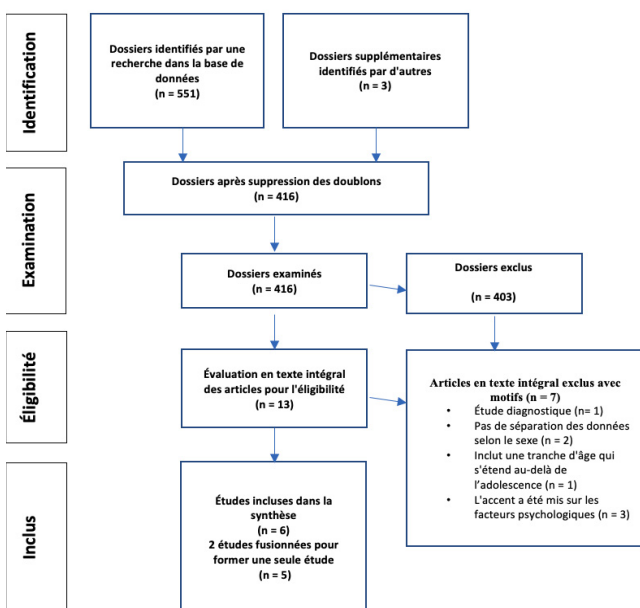 Identification
Dossiers identifiés par une
recherche dans la base de
données
(n = 551)
Dossiers supplémentaires
identifiés par d'autres
(n = 3)
Examination
Dossiers après suppression des doublons
(n = 416)
Dossiers examinés
(n = 416)
Dossiers exclus
(n = 403)
Éligibilité
Évaluation en texte intégral
des articles pour l'éligibilité
(n = 13)
Articles en texte intégral exclus avec
motifs (n = 7)
• Étude diagnostique (n= 1)
• Pas de séparation des données
selon le sexe (n = 2)
• Inclut une tranche d'âge qui
s'étend au-delà de
l'adolescence (n = 1)
• L'accent a été mis sur les
facteurs psychologiques (n = 3)
Inclus
Études incluses dans la
synthèse
(n = 6)
2 études fusionnées pour
former une seule étude
(n = 5)